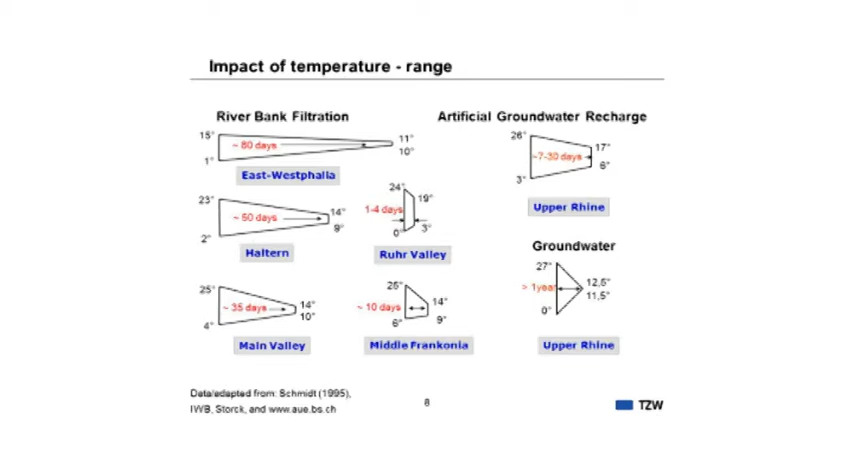 Impact of temperature - range
River Bank Filtration
Artificial Groundwater Recharge
15°
~ 80 days
11°
1°
10°
East-Westphalia
26°
~7-30 days
17°
3°
6°
Upper Rhine
23°
~ 50 days
14°
2°
9°
Haltern
24°
1-4 days
19°
0°
3°
Ruhr Valley
Groundwater
27°
> 1year
12,5°
11,5°
0°
Upper Rhine
25°
~ 35 days
14°
4°
10°
Main Valley
25°
~ 10 days
14°
6°
9°
Middle Frankonia
Data/adapted from: Schmidt (1995),
IWB, Storck, and www.aue.bs.ch
8
TZW